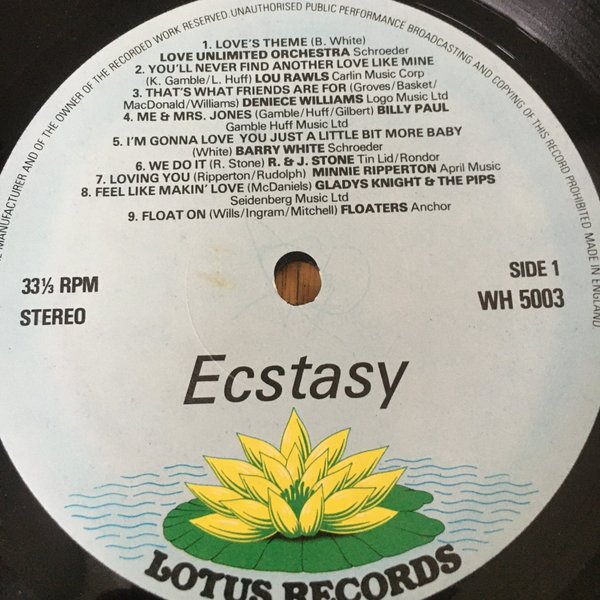 MANUFACTURER AND OF THE OWNER OF THE RECORDED WORK RESERVED UNAUTHORISED PUBLIC PERFORMANCE BROADCASTING AND COPYING OF THIS RECORD PROHIBITED MADE IN ENGLAND
1. LOVE'S THEME (B. White)
LOVE UNLIMITED ORCHESTRA Schroeder
2. YOU'LL NEVER FIND ANOTHER LOVE LIKE MINE
(K. Gamble/L. Huff) LOU RAWLS Carlin Music Corp
3. THAT'S WHAT FRIENDS ARE FOR (Groves/Basket/
MacDonald/Williams) DENIECE WILLIAMS Logo Music Ltd
4. ME & MRS. JONES (Gamble/Huff/Gilbert) BILLY PAUL
Gamble Huff Music Ltd
5. I'M GONNA LOVE YOU JUST A LITTLE BIT MORE BABY
(White) BARRY WHITE Schroeder
6. WE DO IT (R. Stone) R. & J. STONE Tin Lid/Rondor
7. LOVING YOU (Ripperton/Rudolph) MINNIE RIPPERTON April Music
8. FEEL LIKE MAKIN' LOVE (McDaniels) GLADYS KNIGHT & THE PIPS
Seidenberg Music Ltd
9. FLOAT ON (Wills/Ingram/Mitchell) FLOATERS Anchor
33⅓ RPM
STEREO
SIDE 1
WH 5003
Ecstasy
LOTUS RECORDS